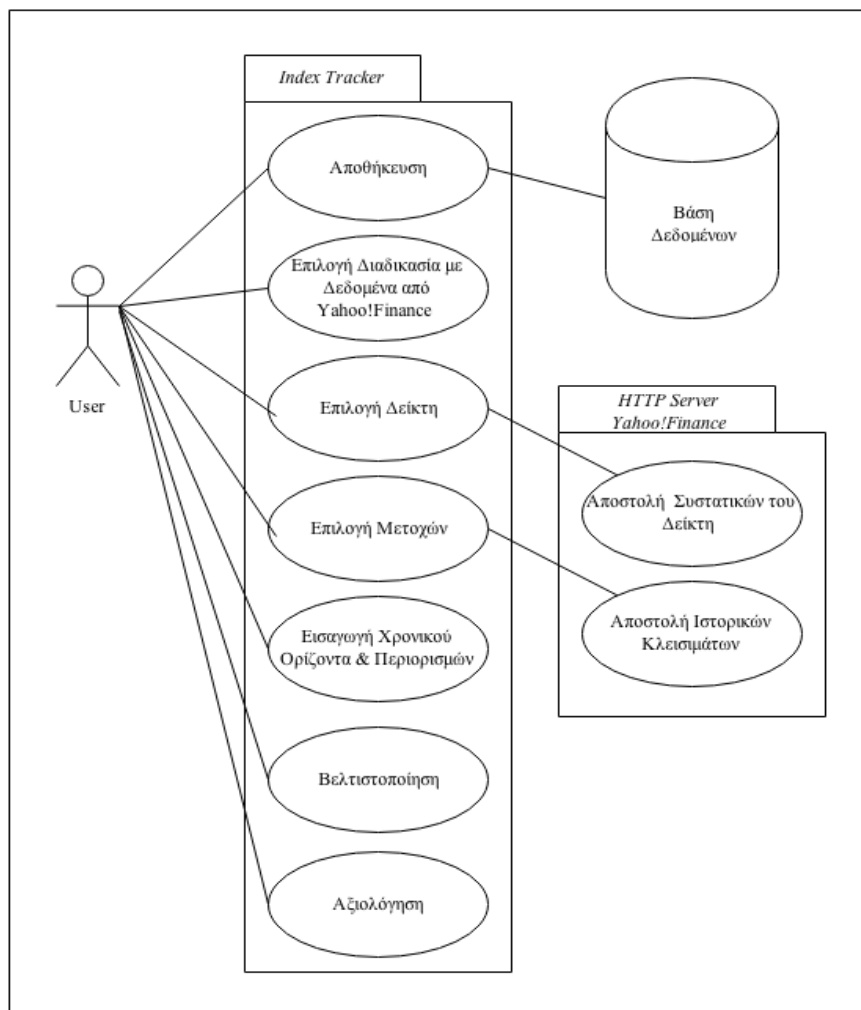 Index Tracker
Αποθήκευση
Βάση
Δεδομένων
Επιλογή Διαδικασία με
Δεδομένα από
Yahoo!Finance
User
Επιλογή Δείκτη
HTTP Server
Yahoo!Finance
Αποστολή Συστατικών του
Δείκτη
Επιλογή Μετοχών
Αποστολή Ιστορικών
Κλεισιμάτων
Εισαγωγή Χρονικού
Ορίζοντα & Περιορισμών
Βελτιστοποίηση
Αξιολόγηση